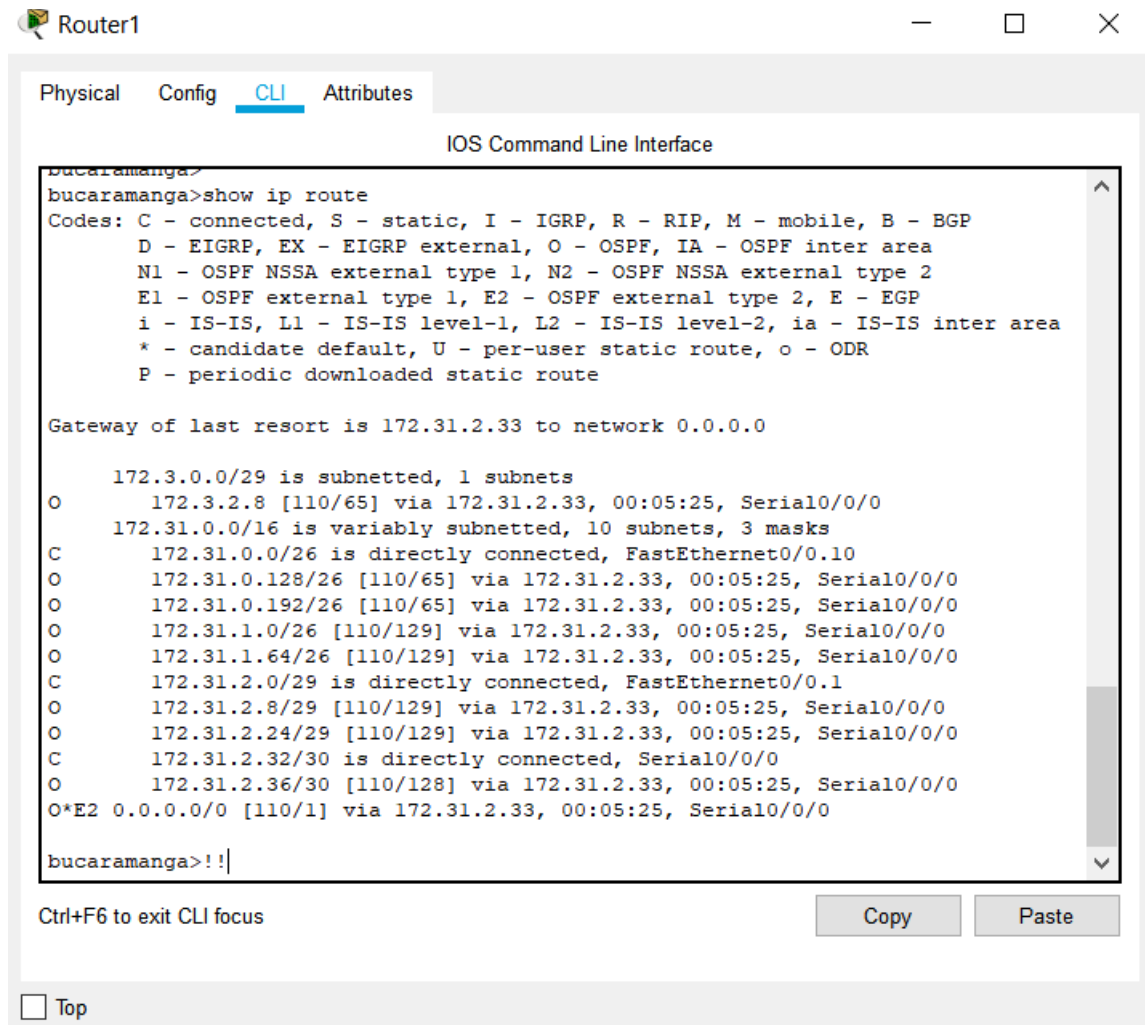 Router1
Physical Config CLI Attributes
IOS Command Line Interface
bucaramanga>
bucaramanga>show ip route
Codes: C - connected, S - static, I - IGRP, R - RIP, M - mobile, B - BGP
       D - EIGRP, EX - EIGRP external, O - OSPF, IA - OSPF inter area
       N1 - OSPF NSSA external type 1, N2 - OSPF NSSA external type 2
       E1 - OSPF external type 1, E2 - OSPF external type 2, E - EGP
       i - IS-IS, L1 - IS-IS level-1, L2 - IS-IS level-2, ia - IS-IS inter area
       * - candidate default, U - per-user static route, o - ODR
       P - periodic downloaded static route
Gateway of last resort is 172.31.2.33 to network 0.0.0.0
     172.3.0.0/29 is subnetted, 1 subnets
O       172.3.2.8 [110/65] via 172.31.2.33, 00:05:25, Serial0/0/0
     172.31.0.0/16 is variably subnetted, 10 subnets, 3 masks
C       172.31.0.0/26 is directly connected, FastEthernet0/0.10
O       172.31.0.128/26 [110/65] via 172.31.2.33, 00:05:25, Serial0/0/0
O       172.31.0.192/26 [110/65] via 172.31.2.33, 00:05:25, Serial0/0/0
O       172.31.1.0/26 [110/129] via 172.31.2.33, 00:05:25, Serial0/0/0
O       172.31.1.64/26 [110/129] via 172.31.2.33, 00:05:25, Serial0/0/0
C       172.31.2.0/29 is directly connected, FastEthernet0/0.1
O       172.31.2.8/29 [110/129] via 172.31.2.33, 00:05:25, Serial0/0/0
O       172.31.2.24/29 [110/129] via 172.31.2.33, 00:05:25, Serial0/0/0
C       172.31.2.32/30 is directly connected, Serial0/0/0
O       172.31.2.36/30 [110/128] via 172.31.2.33, 00:05:25, Serial0/0/0
O*E2 0.0.0.0/0 [110/1] via 172.31.2.33, 00:05:25, Serial0/0/0
bucaramanga>!!
Ctrl+F6 to exit CLI focus Copy Paste
Top